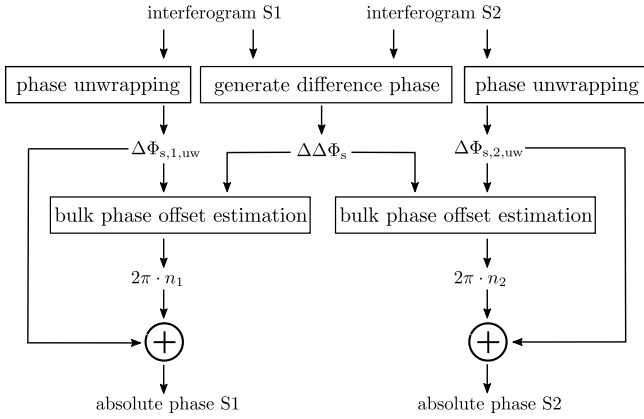 interferogram S1
interferogram S2
phase unwrapping
generate difference phase
phase unwrapping
ΔΦs,1,uw
ΔΔΦs
ΔΦs,2,uw
bulk phase offset estimation
bulk phase offset estimation
2π · n1
2π · n2
absolute phase S1
absolute phase S2